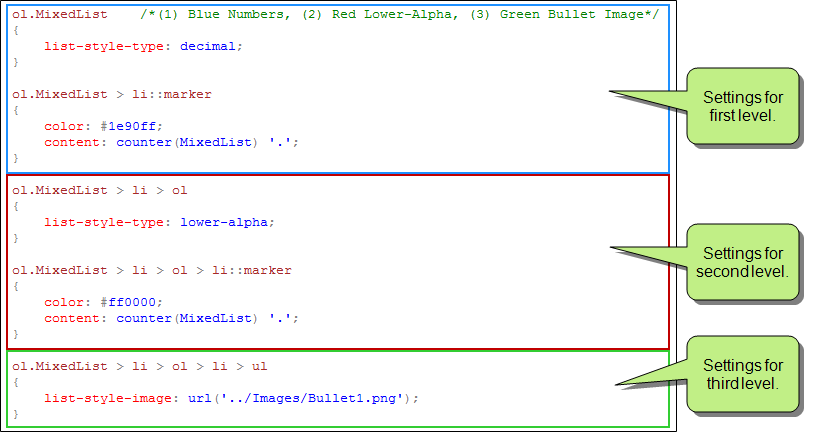 ol.MixedList    /*(1) Blue Numbers, (2) Red Lower-Alpha, (3) Green Bullet Image*/
{
    list-style-type: decimal;
}
ol.MixedList > li::marker
{
    color: #1e90ff;
    content: counter(MixedList) '.';
}
Settings for
first level.
ol.MixedList > li > ol
{
    list-style-type: lower-alpha;
}
ol.MixedList > li > ol > li::marker
{
    color: #ff0000;
    content: counter(MixedList) '.';
}
Settings for
second level.
ol.MixedList > li > ol > li > ul
{
    list-style-image: url('../Images/Bullet1.png');
}
Settings for
third level.